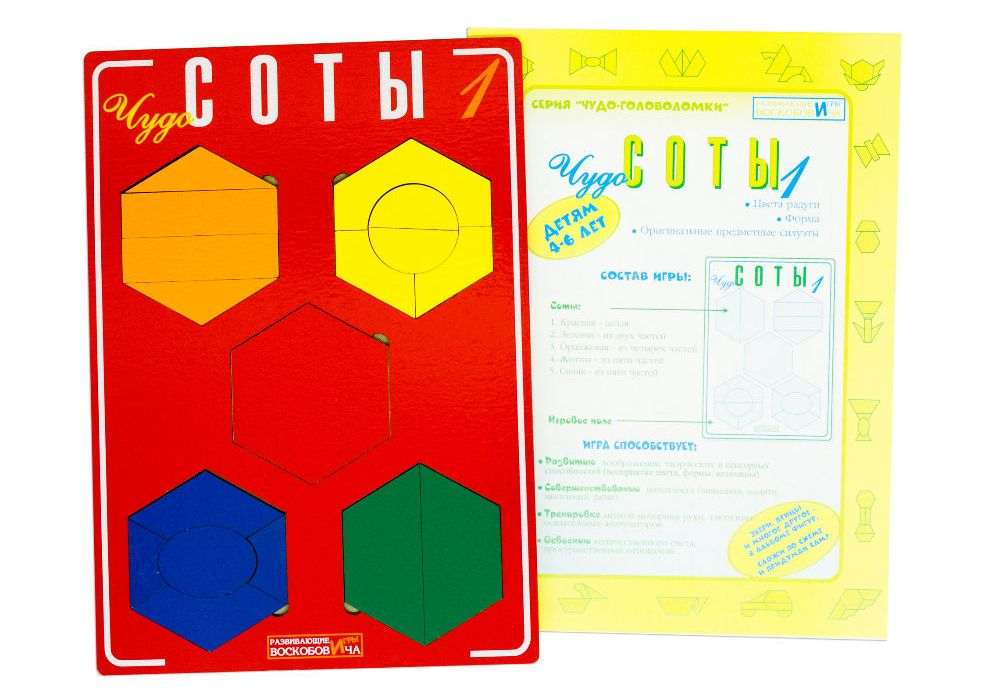 Чудо СОТЫ 1
РАЗВИВАЮЩИЕ ИГРЫ
ВОСКОБОВИЧА
СЕРИЯ "ЧУДО-ГОЛОВОЛОМКИ"
РАЗВИВАЮЩИЕ ИГРЫ
ВОСКОБОВИЧА
Чудо СОТЫ 1
• Цвета радуги
• Форма
• Оригинальные предметные силуэты
ДЕТЯМ
4-6 ЛЕТ
СОСТАВ ИГРЫ:
Чудо СОТЫ 1
Соты:
1. Красная - целая
2. Зеленая - из двух частей
3. Оранжевая - из четырех частей
4. Желтая - из пяти частей
5. Синяя - из пяти частей
Игровое поле
ИГРА СПОСОБСТВУЕТ:
• Развитию воображения, творческих и сенсорных
способностей (восприятие цвета, формы, величины)
• Совершенствованию интеллекта (внимания, памяти,
мышления, речи)
• Тренировке мелкой моторики руки, тактильно-
осязательных анализаторов
• Освоению количественного счета,
пространственных отношений.
ЗВЕРИ, ПТИЦЫ
И МНОГОЕ ДРУГОЕ -
В АЛЬБОМЕ ФИГУР.
СЛОЖИ ПО СХЕМЕ
И ПРИДУМАЙ САМ!